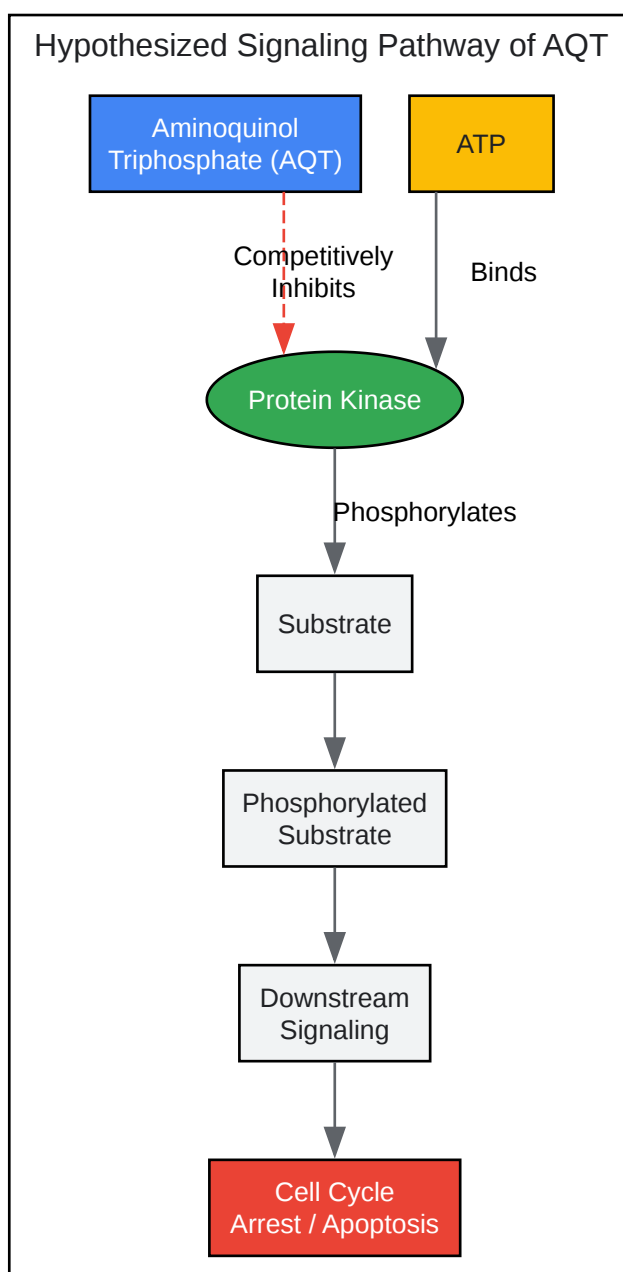 Hypothesized Signaling Pathway of AQT
Aminoquinol
Triphosphate (AQT)
ATP
Competitively
Inhibits
Binds
Protein Kinase
Phosphorylates
Substrate
Phosphorylated
Substrate
Downstream
Signaling
Cell Cycle
Arrest / Apoptosis